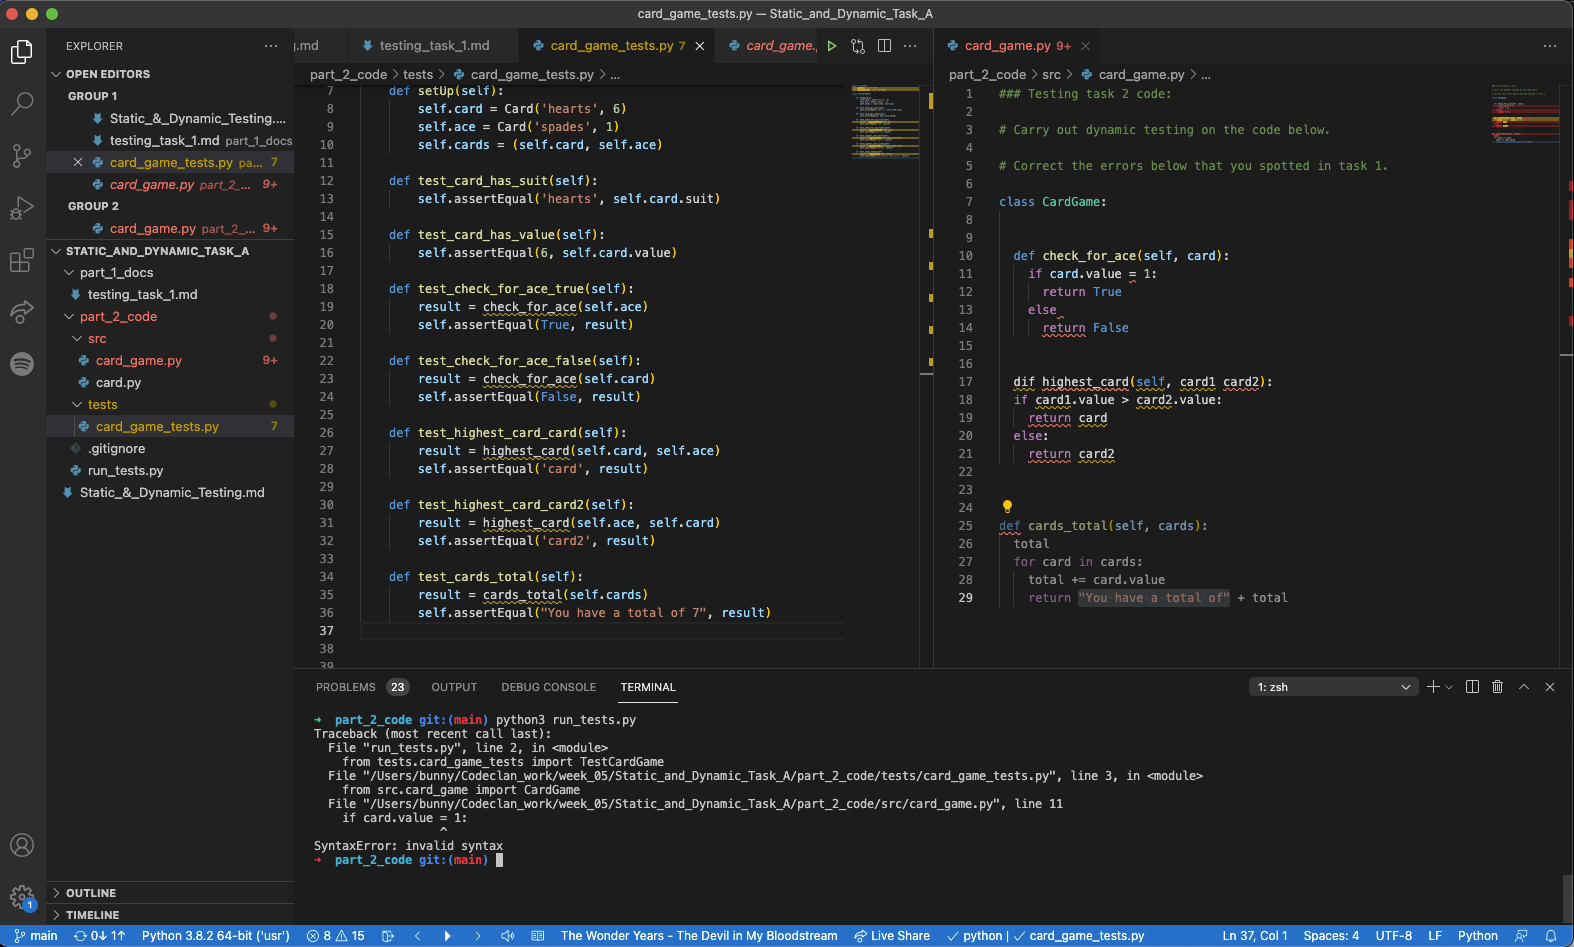 card_game_tests.py — Static_and_Dynamic_Task_A
EXPLORER
OPEN EDITORS
GROUP 1
Static_&_Dynamic_Testing....
testing_task_1.md part_1_docs
card_game_tests.py pa... 7
card_game.py part_2_... 9+
GROUP 2
card_game.py part_2_... 9+
STATIC_AND_DYNAMIC_TASK_A
part_1_docs
testing_task_1.md
part_2_code
src
card_game.py 9+
card.py
tests
card_game_tests.py 7
.gitignore
run_tests.py
Static_&_Dynamic_Testing.md
OUTLINE
TIMELINE
.md testing_task_1.md card_game_tests.py 7 card_game.
part_2_code > tests > card_game_tests.py > ...
7 def setUp(self):
8 self.card = Card('hearts', 6)
9 self.ace = Card('spades', 1)
10 self.cards = (self.card, self.ace)
11
12 def test_card_has_suit(self):
13 self.assertEqual('hearts', self.card.suit)
14
15 def test_card_has_value(self):
16 self.assertEqual(6, self.card.value)
17
18 def test_check_for_ace_true(self):
19 result = check_for_ace(self.ace)
20 self.assertEqual(True, result)
21
22 def test_check_for_ace_false(self):
23 result = check_for_ace(self.card)
24 self.assertEqual(False, result)
25
26 def test_highest_card_card(self):
27 result = highest_card(self.card, self.ace)
28 self.assertEqual('card', result)
29
30 def test_highest_card_card2(self):
31 result = highest_card(self.ace, self.card)
32 self.assertEqual('card2', result)
33
34 def test_cards_total(self):
35 result = cards_total(self.cards)
36 self.assertEqual("You have a total of 7", result)
37
38
39
card_game.py 9+
part_2_code > src > card_game.py > ...
1 ### Testing task 2 code:
2
3 # Carry out dynamic testing on the code below.
4
5 # Correct the errors below that you spotted in task 1.
6
7 class CardGame:
8
9
10 def check_for_ace(self, card):
11 if card.value = 1:
12 return True
13 else
14 return False
15
16
17 dif highest_card(self, card1 card2):
18 if card1.value > card2.value:
19 return card
20 else:
21 return card2
22
23
24
25 def cards_total(self, cards):
26 total
27 for card in cards:
28 total += card.value
29 return "You have a total of" + total
PROBLEMS 23 OUTPUT DEBUG CONSOLE TERMINAL 1: zsh
→ part_2_code git:(main) python3 run_tests.py
Traceback (most recent call last):
File "run_tests.py", line 2, in <module>
from tests.card_game_tests import TestCardGame
File "/Users/bunny/Codeclan_work/week_05/Static_and_Dynamic_Task_A/part_2_code/tests/card_game_tests.py", line 3, in <module>
from src.card_game import CardGame
File "/Users/bunny/Codeclan_work/week_05/Static_and_Dynamic_Task_A/part_2_code/src/card_game.py", line 11
if card.value = 1:
^
SyntaxError: invalid syntax
→ part_2_code git:(main)
1
main 0↓ 1↑ Python 3.8.2 64-bit ('usr') 8 15 The Wonder Years - The Devil in My Bloodstream Live Share ✓ python | ✓ card_game_tests.py Ln 37, Col 1 Spaces: 4 UTF-8 LF Python